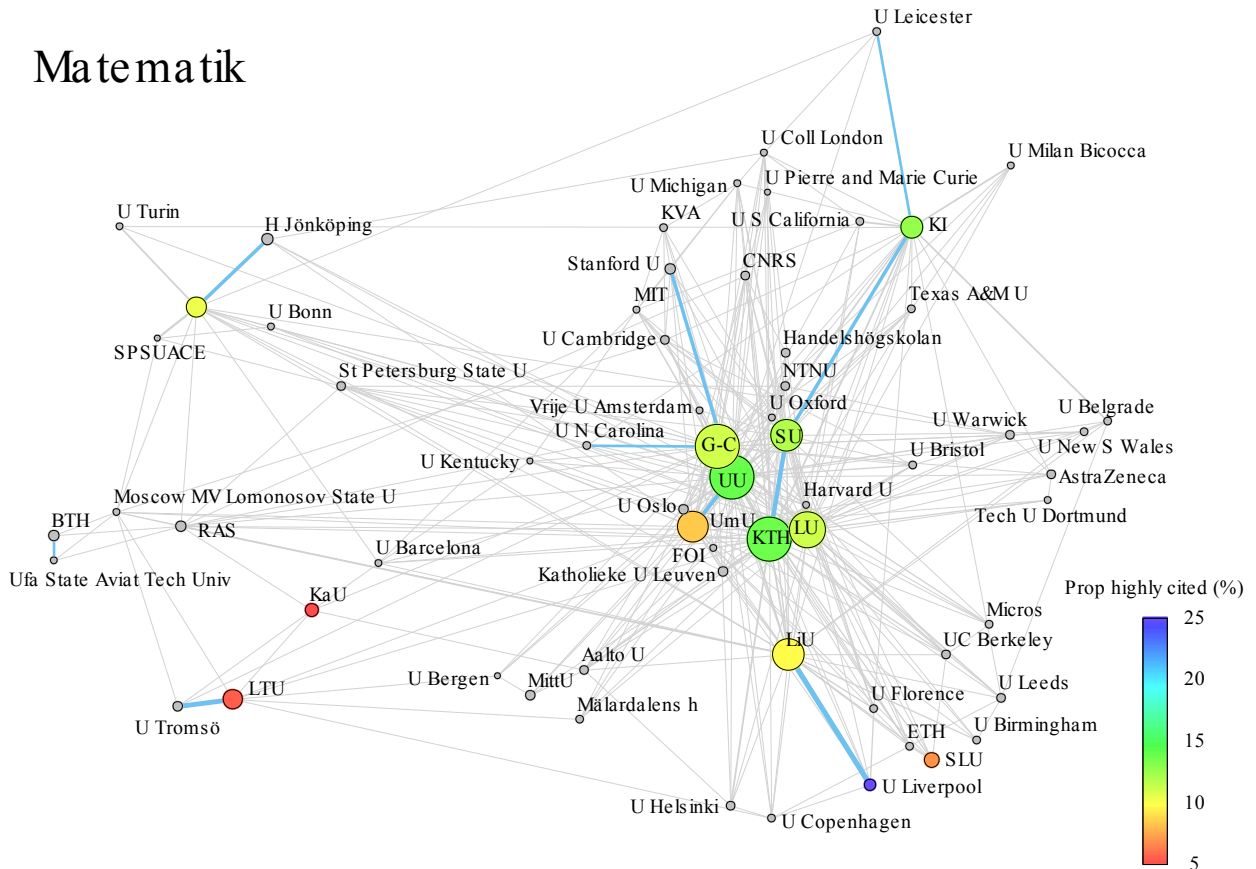 U Leicester
Matematik
U Coll London
U Milan Bicocca
U Michigan
U Pierre and Marie Curie
U Turin
H Jönköping
KVA
U S California
KI
Stanford U
CNRS
MIT
Texas A&M U
U Bonn
SPSUACE
U Cambridge
Handelshögskolan
St Petersburg State U
NTNU
Vrije U Amsterdam
U Oxford
U Warwick
U Belgrade
U N Carolina
G-C
SU
U New S Wales
U Kentucky
U Bristol
UU
AstraZeneca
Moscow MV Lomonosov State U
Harvard U
U Oslo
Tech U Dortmund
BTH
RAS
UmU
KTH
LU
U Barcelona
FOI
Ufa State Aviat Tech Univ
Katholieke U Leuven
KaU
Prop highly cited (%)
Micros
25
LiU
UC Berkeley
Aalto U
U Bergen
MittU
20
LTU
U Florence
U Leeds
Mälardalens h
U Tromsö
ETH
U Birmingham
15
SLU
U Liverpool
U Helsinki
10
U Copenhagen
5